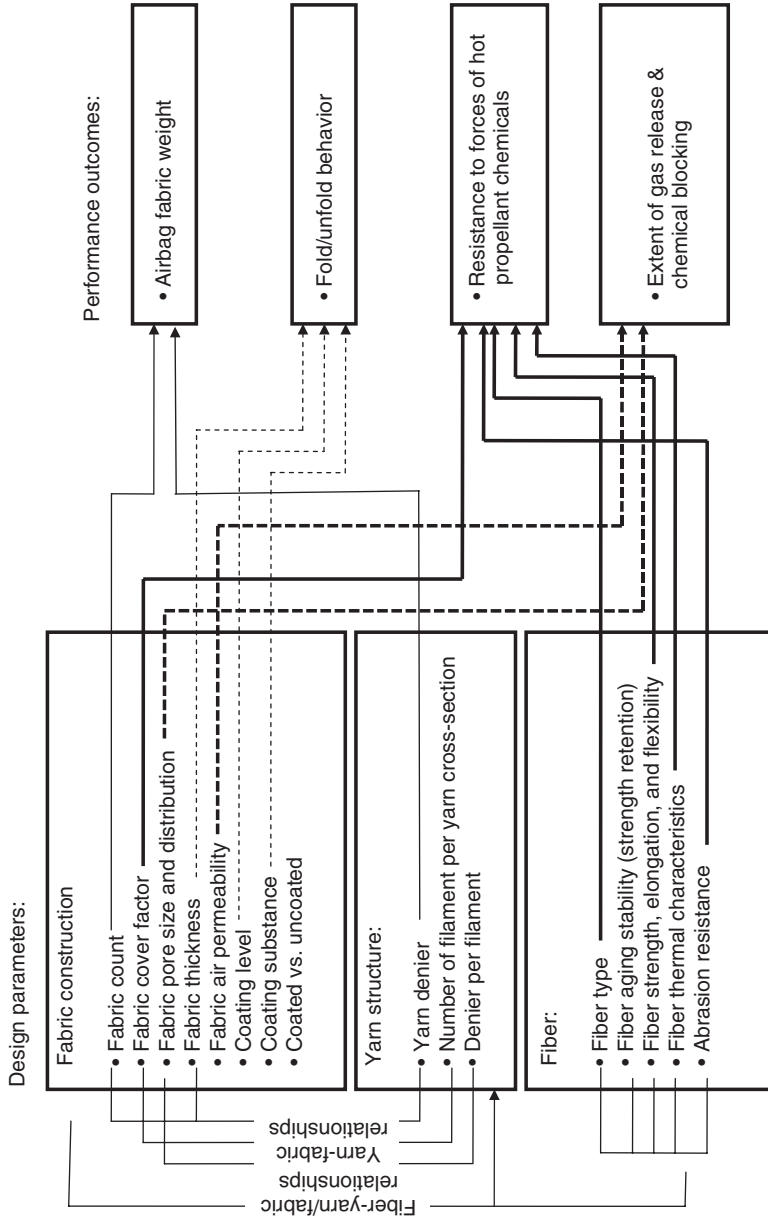 Design parameters:
Fabric construction
• Fabric count
• Fabric cover factor
• Fabric pore size and distribution
• Fabric thickness
• Fabric air permeability
• Coating level
• Coating substance
• Coated vs. uncoated
Yarn structure:
• Yarn denier
• Number of filament per yarn cross-section
• Denier per filament
Fiber:
• Fiber type
• Fiber aging stability (strength retention)
• Fiber strength, elongation, and flexibility
• Fiber thermal characteristics
• Abrasion resistance
Fiber-yarn/fabric
relationships
Yarn-fabric
relationships
Performance outcomes:
• Airbag fabric weight
• Fold/unfold behavior
• Resistance to forces of hot
propellant chemicals
• Extent of gas release &
chemical blocking